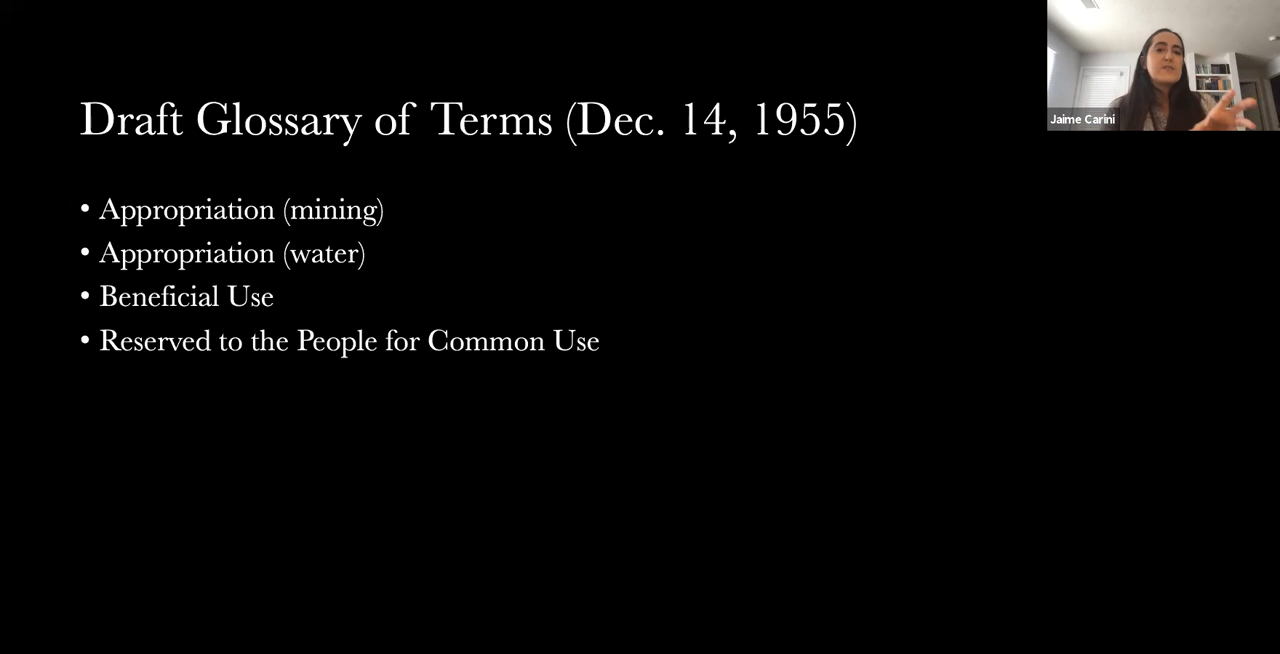 Draft Glossary of Terms (Dec. 14, 1955)
• Appropriation (mining)
• Appropriation (water)
• Beneficial Use
• Reserved to the People for Common Use
Jaime Carini